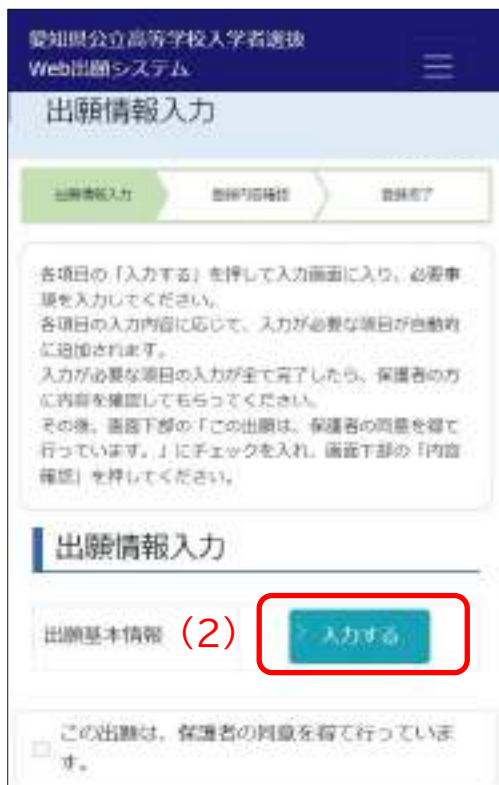 愛知県公立高等学校入学者選抜
Web出願システム
出願情報入力
出願情報入力
登録内容確認
登録完了
各項目の「入力する」を押して入力画面に入り、必要事
項を入力してください。
各項目の入力内容に応じて、入力が必要な項目が自動的
に追加されます。
入力が必要な項目の入力が全て完了したら、保護者の方
に内容を確認してもらってください。
その後、画面下部の「この出願は、保護者の同意を得て
行っています。」にチェックを入れ、画面下部の「内容
確認」を押してください。
出願情報入力
出願基本情報 (2) 入力する
この出願は、保護者の同意を得て行っていま
す。